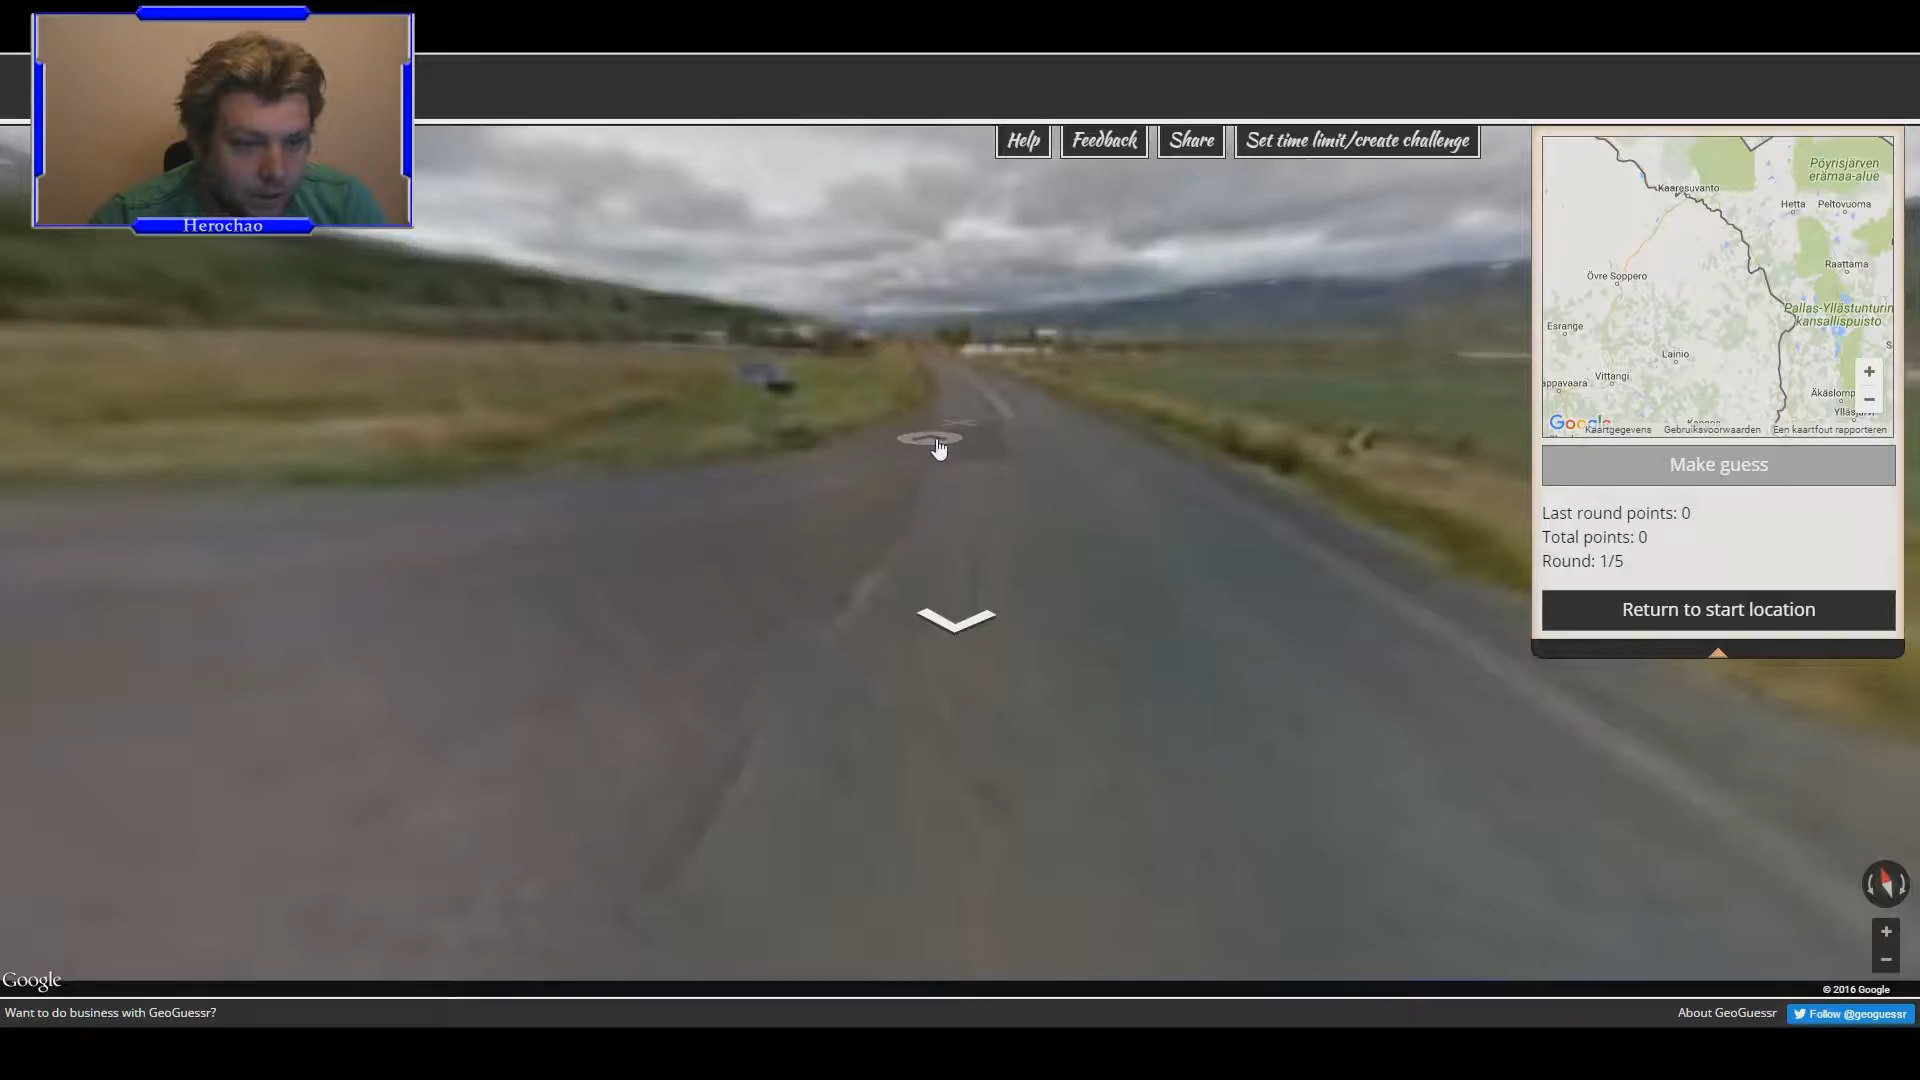 Herochao
Help
Feedback
Share
Set time limit/create challenge
Pöyrisjärven
erämaa-alue
Kaaresuvanto
Hetta
Peltovuoma
Övre Soppero
Raattama
Pallas-Yllästunturin
kansallispuisto
Esrange
Lainio
Vittangi
appavaara
Äkäslomp
Google
Kaartgegevens
Gebruiksvoorwaarden
Een kaartfout rapporteren
Make guess
Last round points: 0
Total points: 0
Round: 1/5
Return to start location
Google
© 2016 Google
Want to do business with GeoGuessr?
About GeoGuessr
Follow @geoguessr